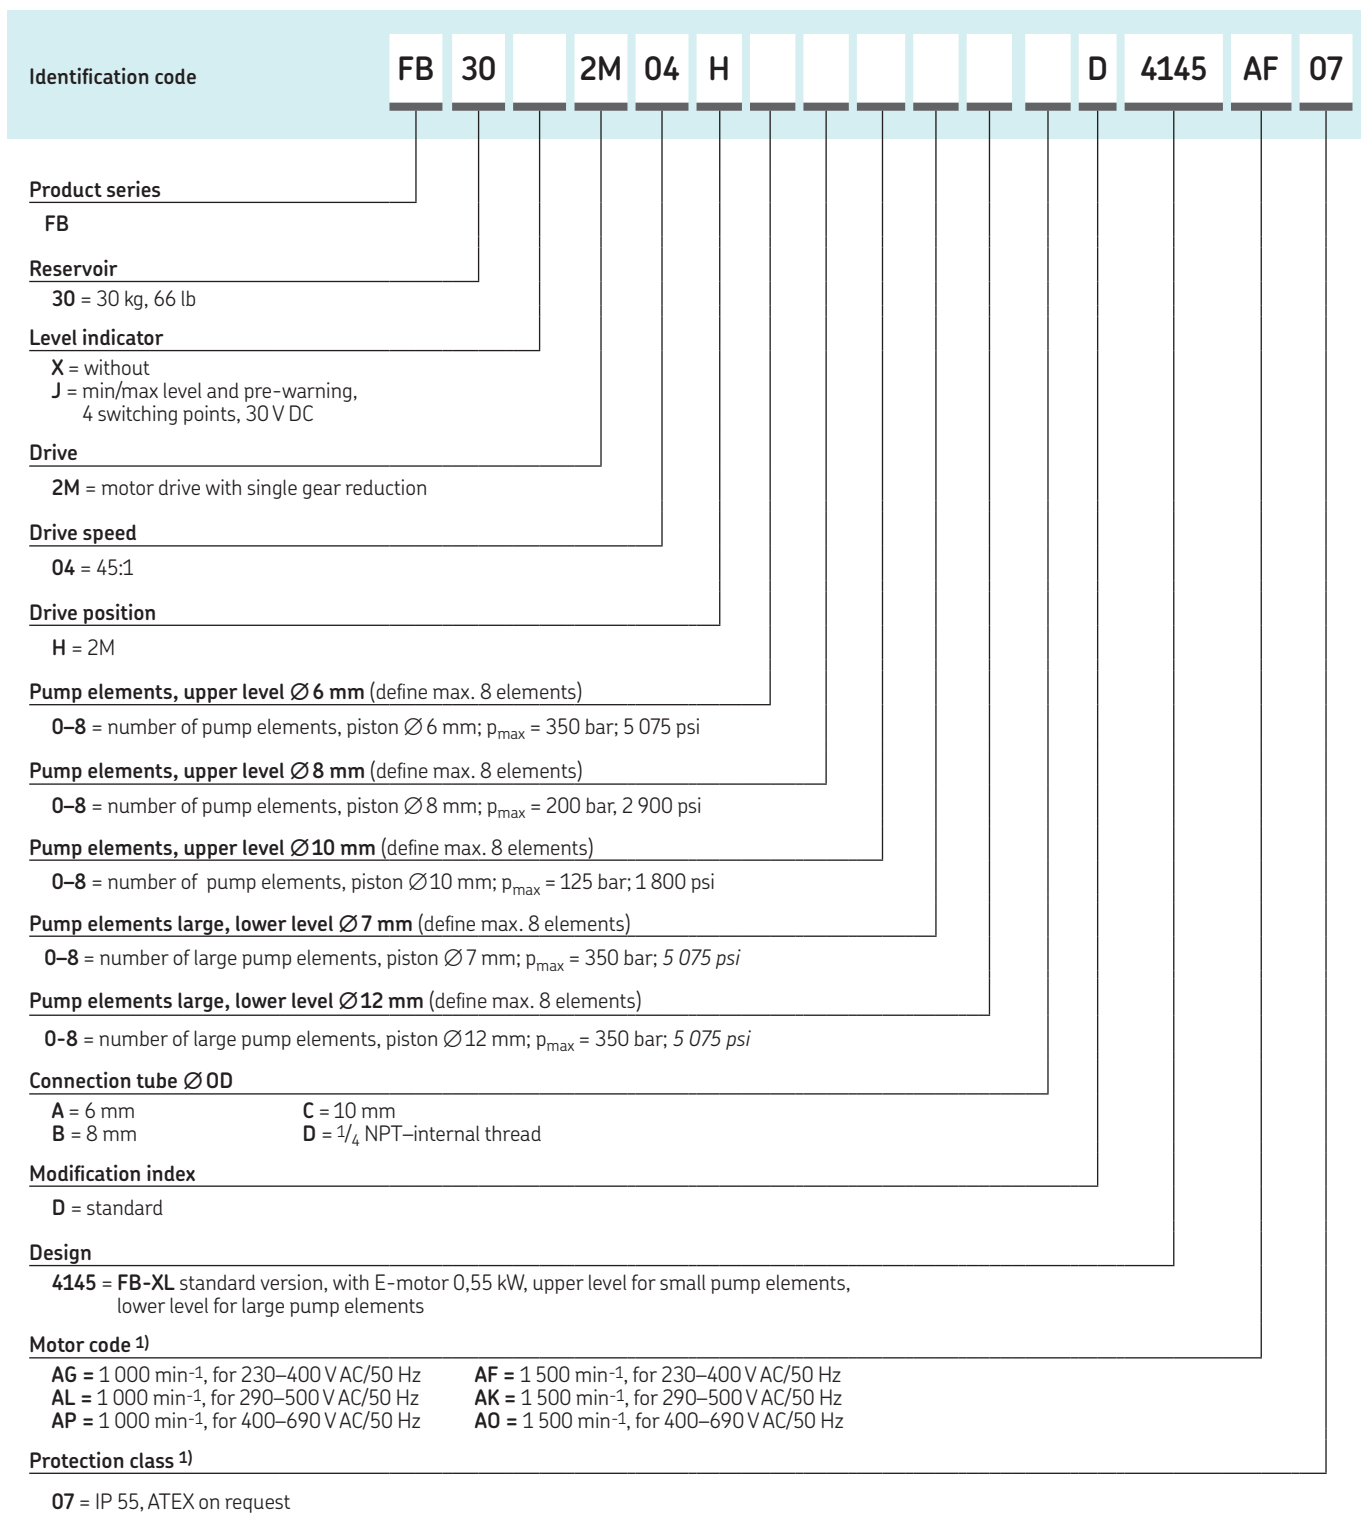 Identification code FB 30 2M 04 H D 4145 AF 07
Product series
FB
Reservoir
30 = 30 kg, 66 lb
Level indicator
X = without
J = min/max level and pre-warning,
4 switching points, 30 V DC
Drive
2M = motor drive with single gear reduction
Drive speed
04 = 45:1
Drive position
H = 2M
Pump elements, upper level ∅ 6 mm (define max. 8 elements)
0–8 = number of pump elements, piston ∅ 6 mm; pmax = 350 bar; 5 075 psi
Pump elements, upper level ∅ 8 mm (define max. 8 elements)
0–8 = number of pump elements, piston ∅ 8 mm; pmax = 200 bar, 2 900 psi
Pump elements, upper level ∅ 10 mm (define max. 8 elements)
0–8 = number of pump elements, piston ∅ 10 mm; pmax = 125 bar; 1 800 psi
Pump elements large, lower level ∅ 7 mm (define max. 8 elements)
0–8 = number of large pump elements, piston ∅ 7 mm; pmax = 350 bar; 5 075 psi
Pump elements large, lower level ∅ 12 mm (define max. 8 elements)
0-8 = number of large pump elements, piston ∅ 12 mm; pmax = 350 bar; 5 075 psi
Connection tube ∅ OD
A = 6 mm C = 10 mm
B = 8 mm D = 1/4 NPT–internal thread
Modification index
D = standard
Design
4145 = FB-XL standard version, with E-motor 0,55 kW, upper level for small pump elements,
lower level for large pump elements
Motor code 1)
AG = 1 000 min-1, for 230–400 V AC/50 Hz AF = 1 500 min-1, for 230–400 V AC/50 Hz
AL = 1 000 min-1, for 290–500 V AC/50 Hz AK = 1 500 min-1, for 290–500 V AC/50 Hz
AP = 1 000 min-1, for 400–690 V AC/50 Hz AO = 1 500 min-1, for 400–690 V AC/50 Hz
Protection class 1)
07 = IP 55, ATEX on request